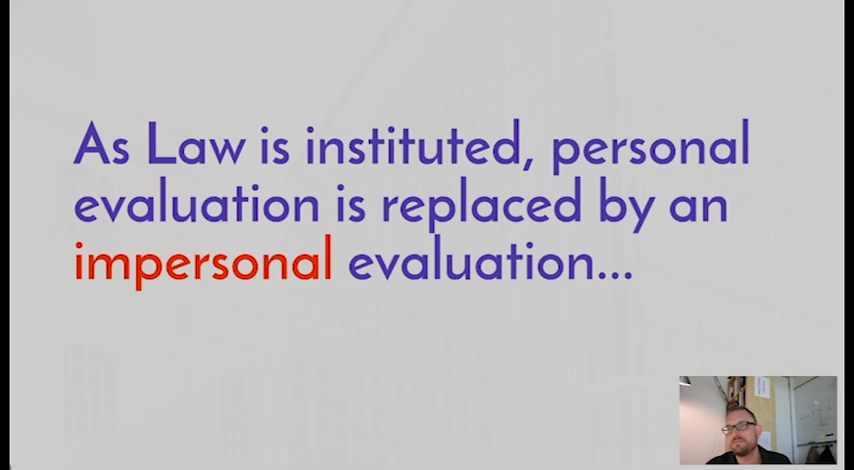 As Law is instituted, personal
evaluation is replaced by an
impersonal evaluation...